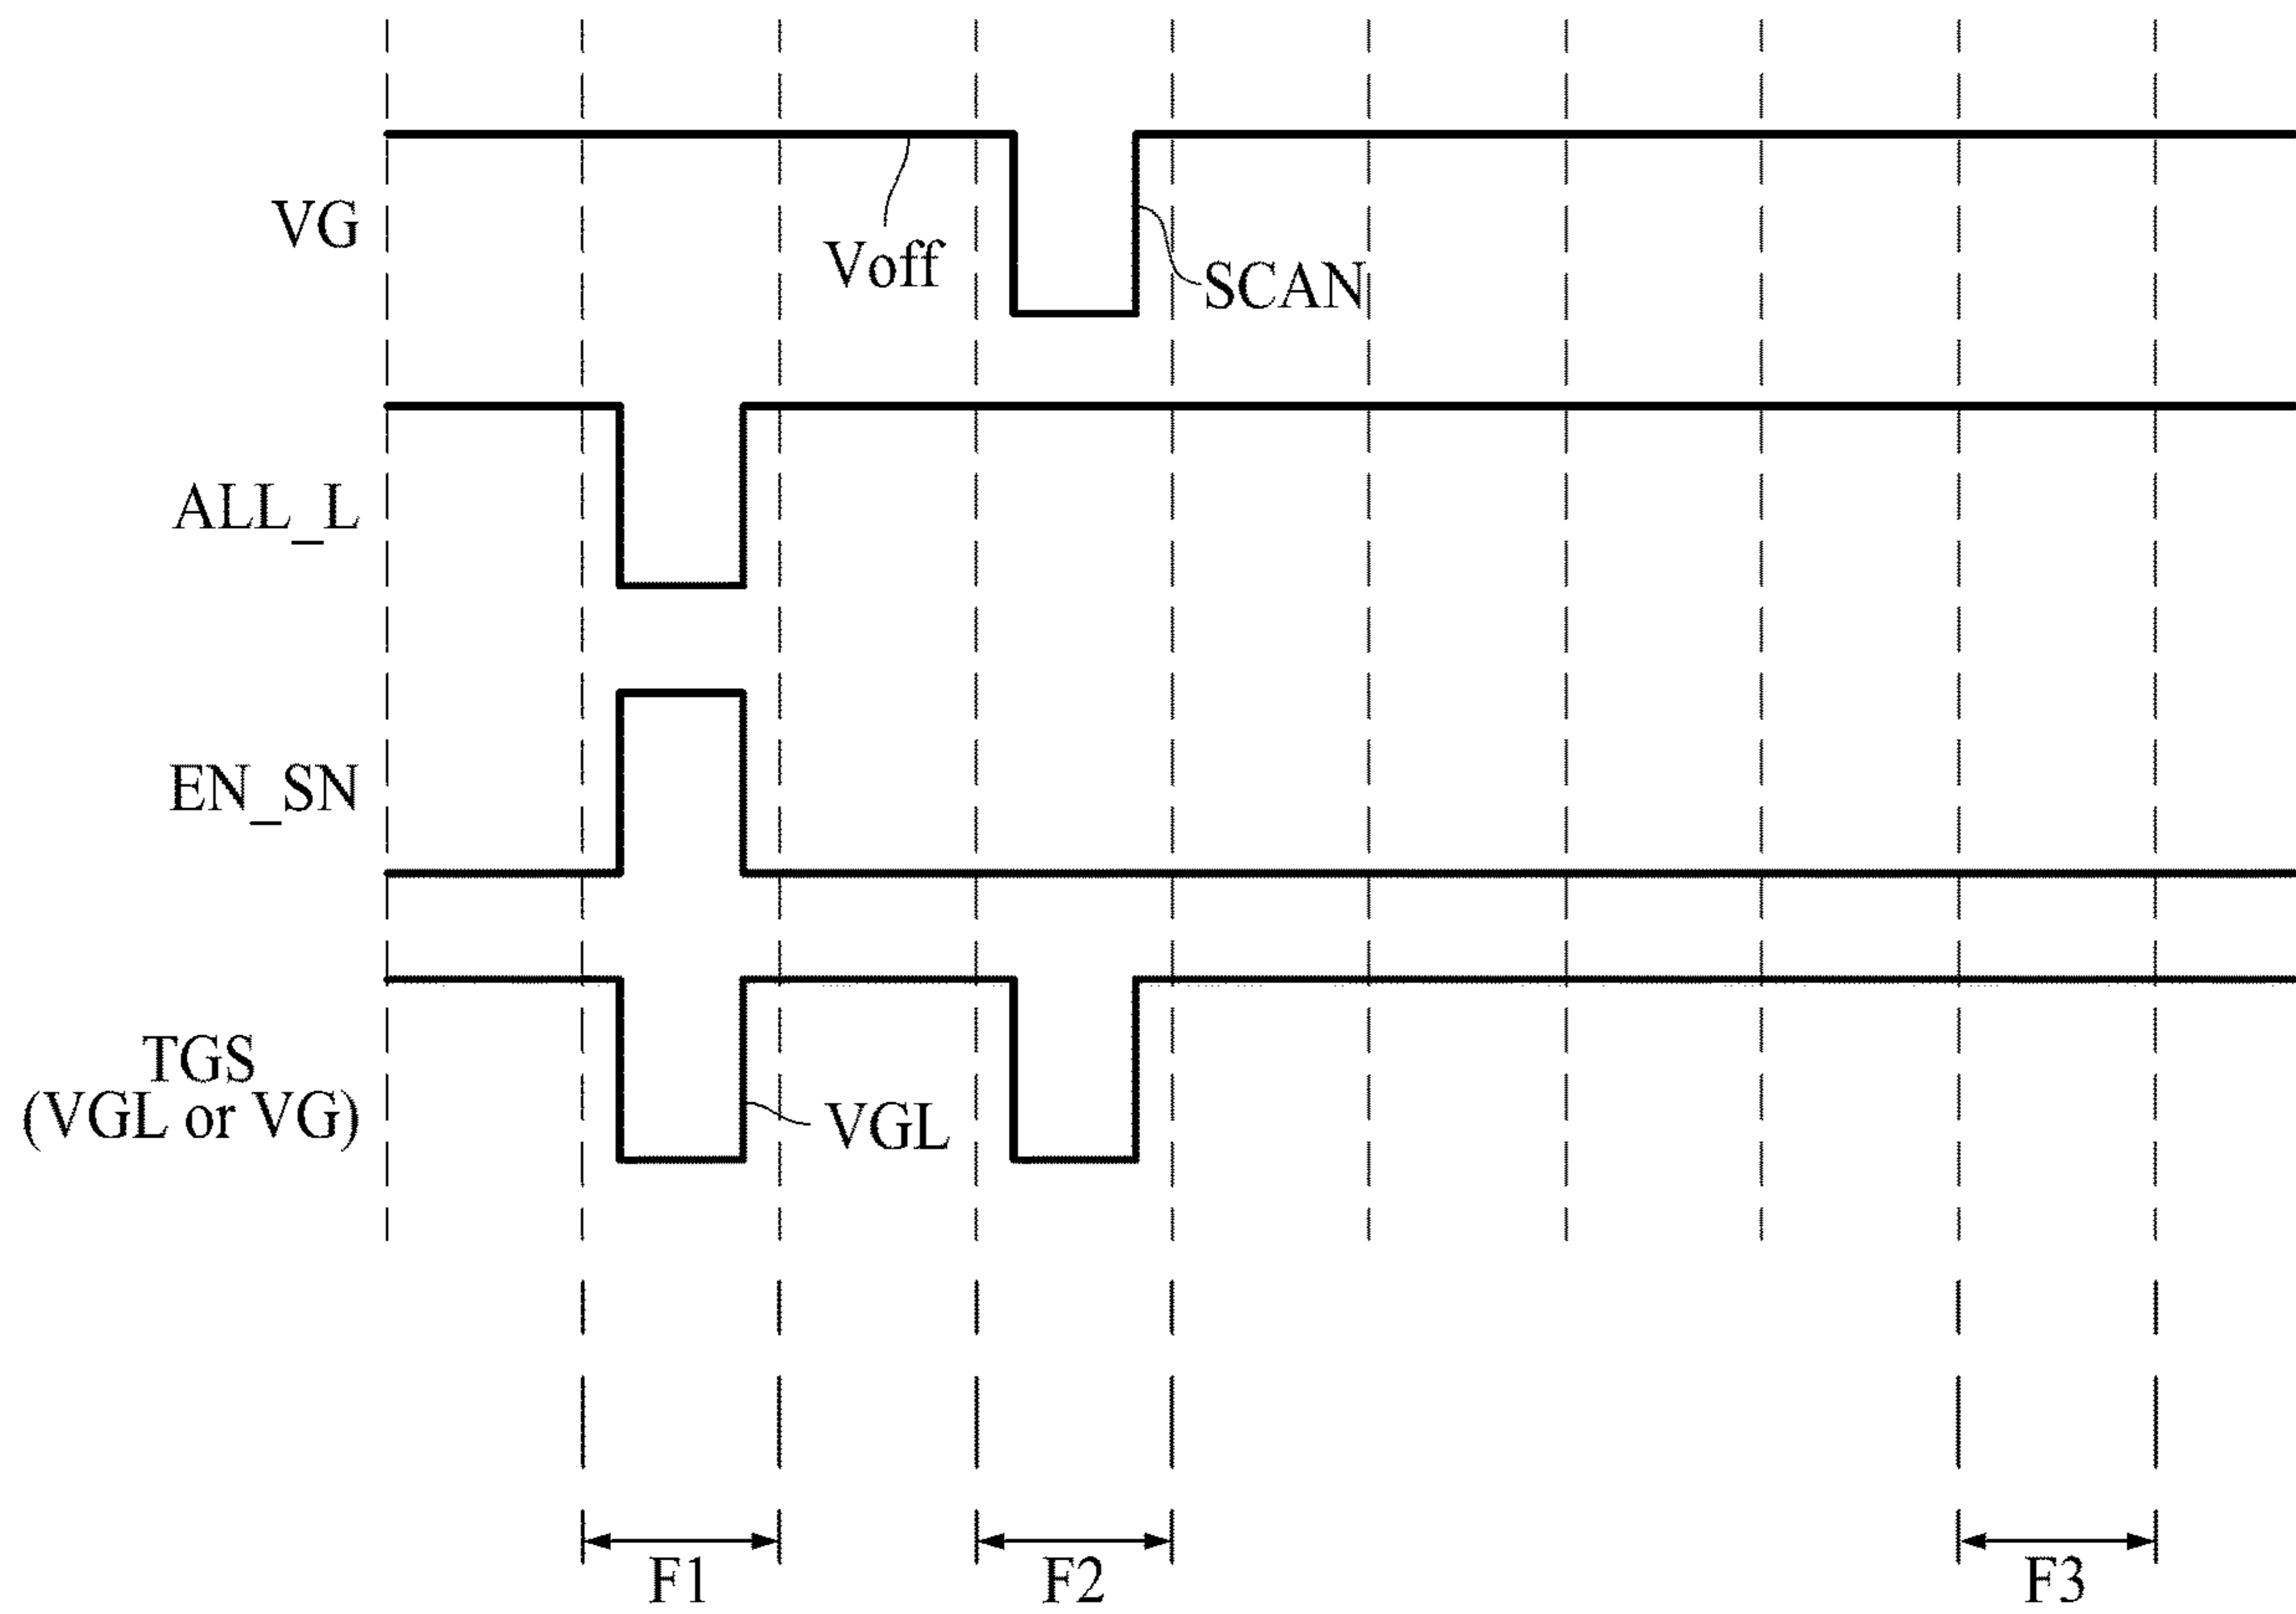 VG
Voff
SCAN
ALL_L
EN_SN
TGS
(VGL or VG)
VGL
F1
F2
F3